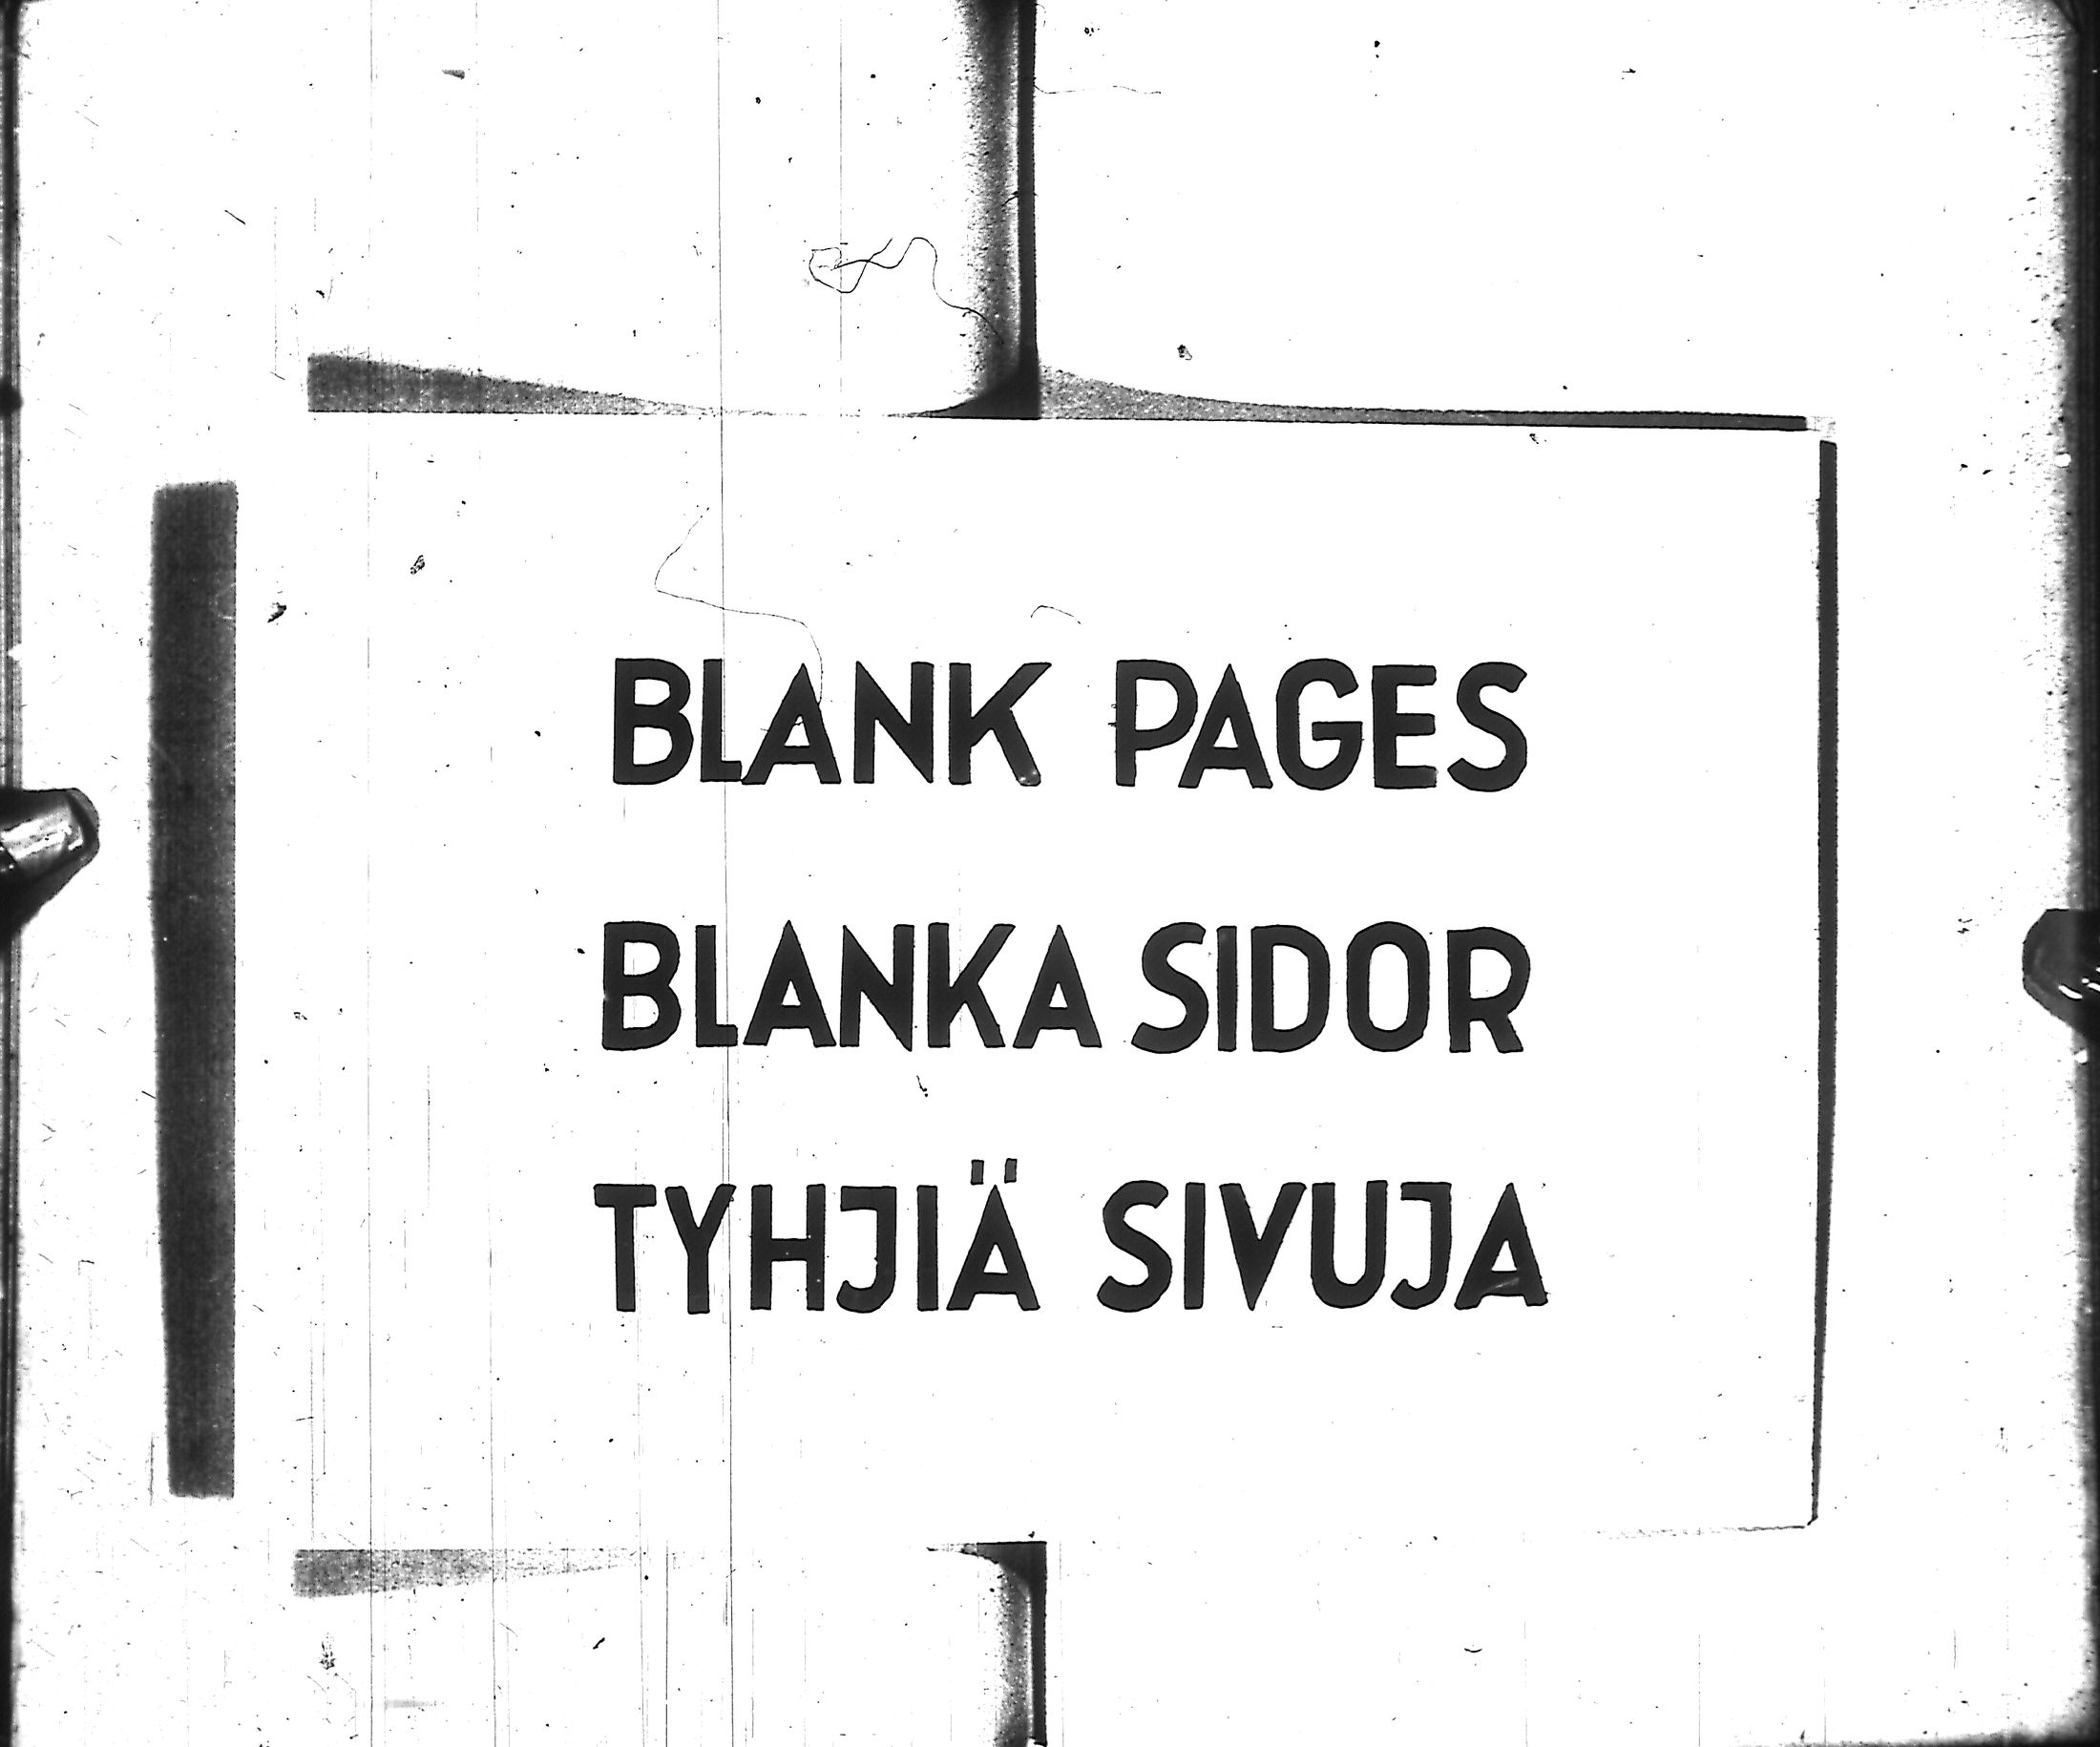 BLANK PAGES
BLANKA SIDOR
TYHJIÄ SIVUJA